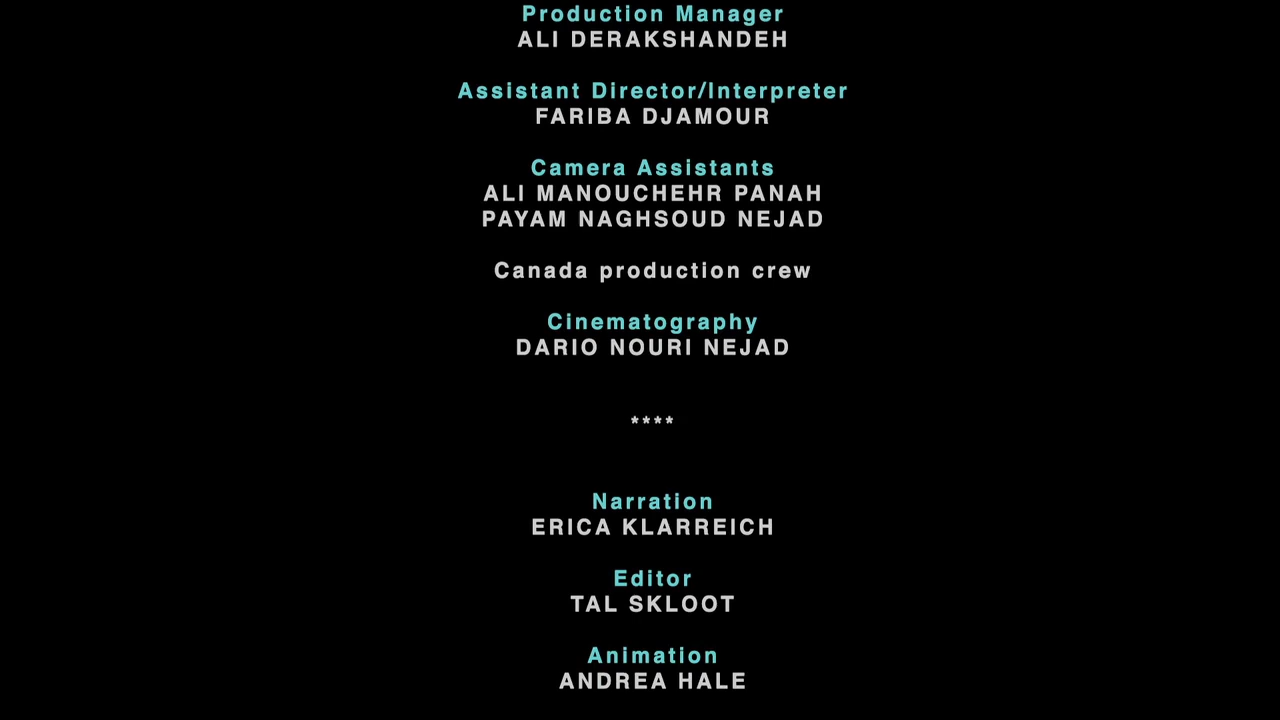 Production Manager
ALI DERAKSHANDEH
Assistant Director/Interpreter
FARIBA DJAMOUR
Camera Assistants
ALI MANOUCHEHR PANAH
PAYAM NAGHSOUD NEJAD
Canada production crew
Cinematography
DARIO NOURI NEJAD
****
Narration
ERICA KLARREICH
Editor
TAL SKLOOT
Animation
ANDREA HALE